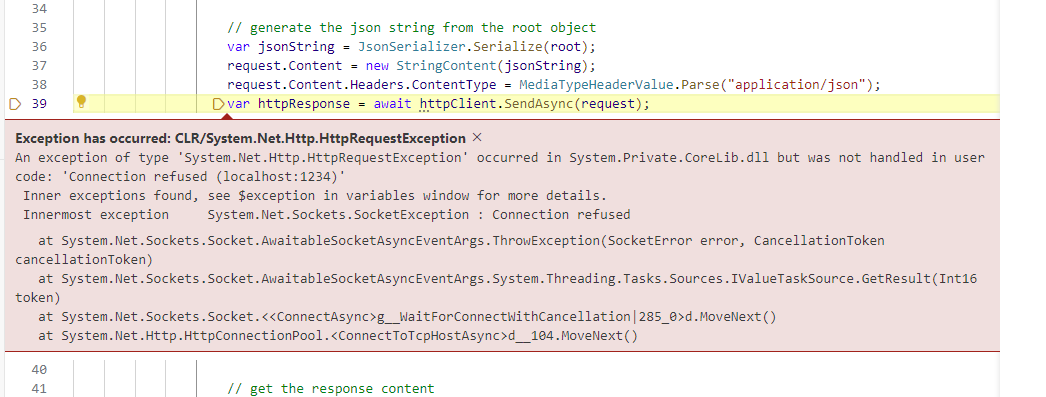 34
35 // generate the json string from the root object
36 var jsonString = JsonSerializer.Serialize(root);
37 request.Content = new StringContent(jsonString);
38 request.Content.Headers.ContentType = MediaTypeHeaderValue.Parse("application/json");
39 var httpResponse = await httpClient.SendAsync(request);
Exception has occurred: CLR/System.Net.Http.HttpRequestException ×
An exception of type 'System.Net.Http.HttpRequestException' occurred in System.Private.CoreLib.dll but was not handled in user
code: 'Connection refused (localhost:1234)'
Inner exceptions found, see $exception in variables window for more details.
Innermost exception System.Net.Sockets.SocketException : Connection refused
at System.Net.Sockets.Socket.AwaitableSocketAsyncEventArgs.ThrowException(SocketError error, CancellationToken
cancellationToken)
at System.Net.Sockets.Socket.AwaitableSocketAsyncEventArgs.System.Threading.Tasks.Sources.IValueTaskSource.GetResult(Int16
token)
at System.Net.Sockets.Socket.<<ConnectAsync>g__WaitForConnectWithCancellation|285_0>d.MoveNext()
at System.Net.Http.HttpConnectionPool.<ConnectToTcpHostAsync>d__104.MoveNext()
40
41 // get the response content